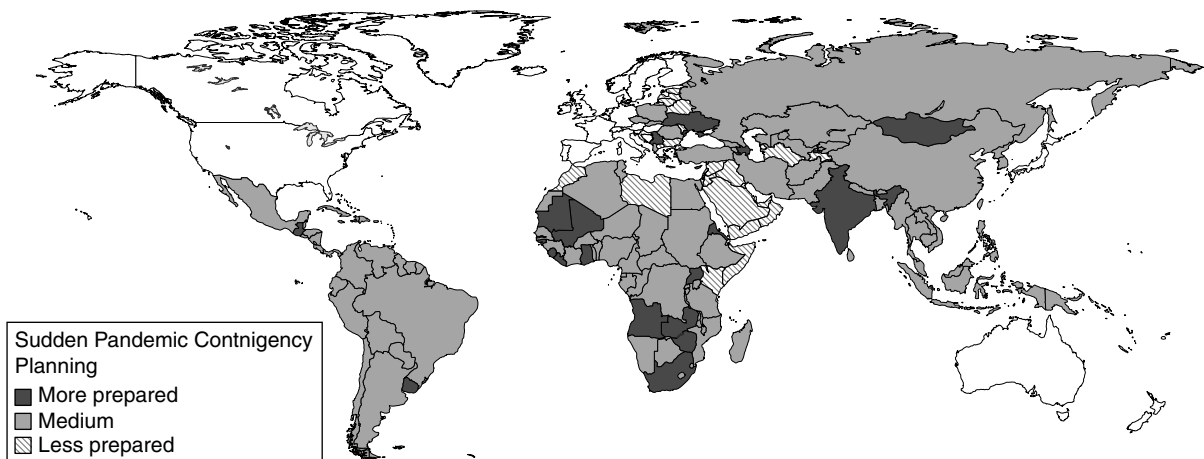 Sudden Pandemic Contnigency
Planning
More prepared
Medium
Less prepared